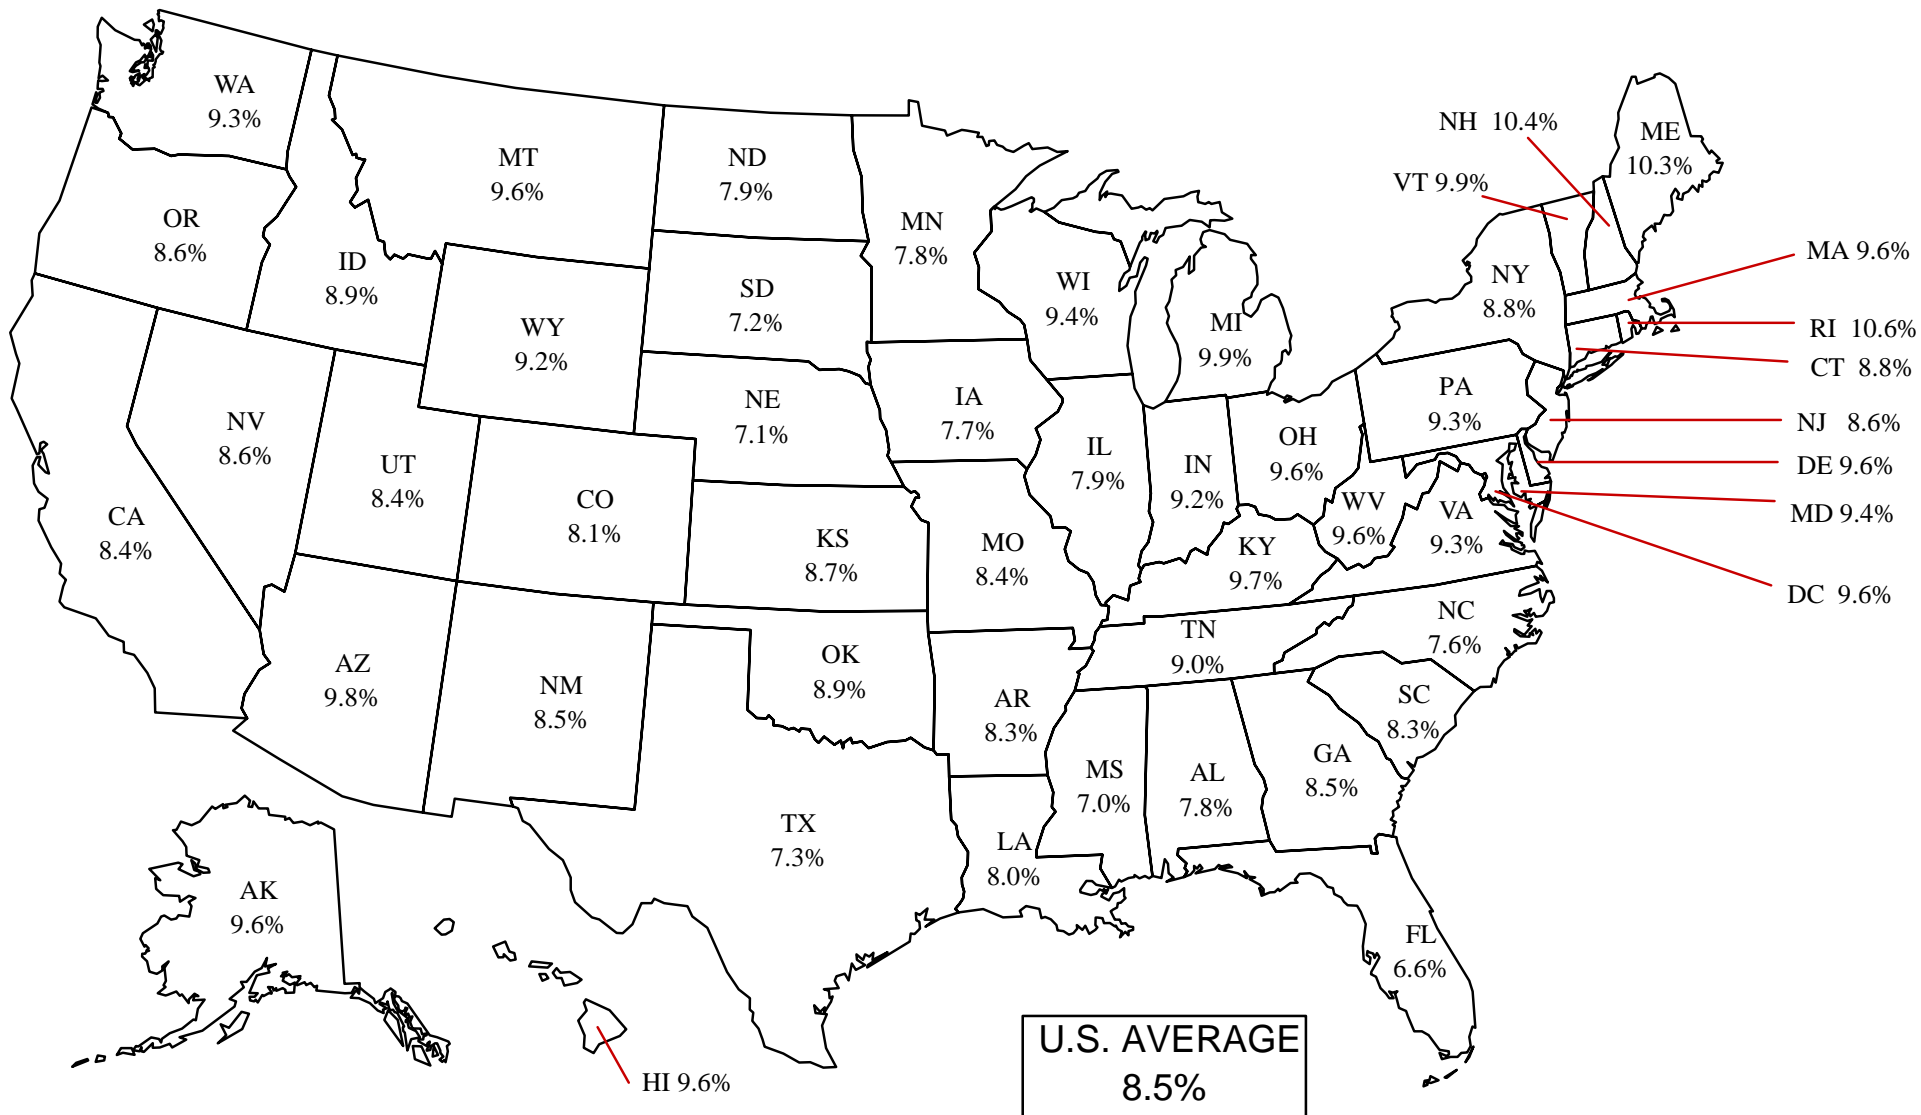 WA
9.3%
NH 10.4%
ME
10.3%
MT
9.6%
ND
7.9%
VT 9.9%
OR
8.6%
MN
7.8%
MA 9.6%
ID
8.9%
NY
8.8%
WI
9.4%
SD
7.2%
WY
9.2%
MI
9.9%
RI 10.6%
CT 8.8%
PA
9.3%
NE
7.1%
IA
7.7%
NV
8.6%
NJ 8.6%
OH
9.6%
IL
7.9%
IN
9.2%
UT
8.4%
DE 9.6%
CO
8.1%
WV
9.6%
VA
9.3%
MD 9.4%
CA
8.4%
KS
8.7%
MO
8.4%
KY
9.7%
DC 9.6%
NC
7.6%
TN
9.0%
AZ
9.8%
NM
8.5%
OK
8.9%
AR
8.3%
SC
8.3%
GA
8.5%
MS
7.0%
AL
7.8%
TX
7.3%
LA
8.0%
AK
9.6%
FL
6.6%
HI 9.6%
U.S. AVERAGE
8.5%